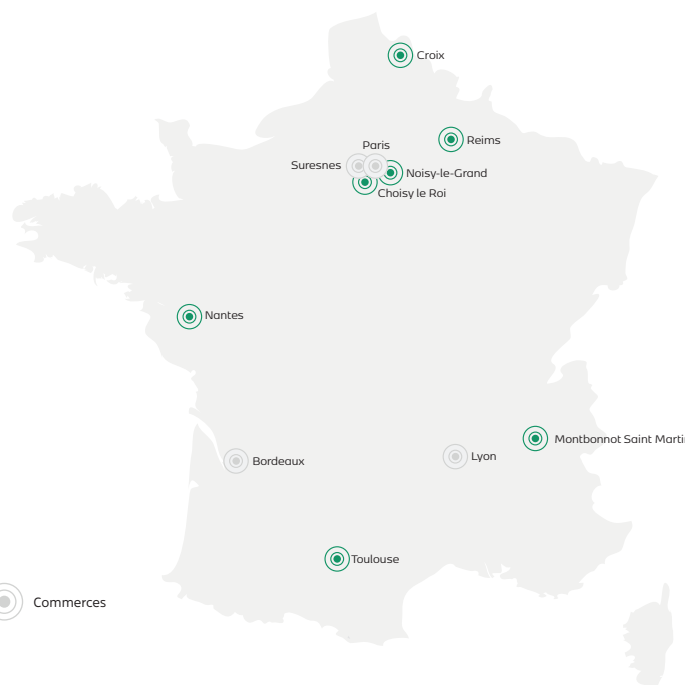 Croix
Reims
Paris
Suresnes
Noisy-le-Grand
Choisy le Roi
Nantes
Montbonnot Saint Marti
Lyon
Bordeaux
Toulouse
Commerces